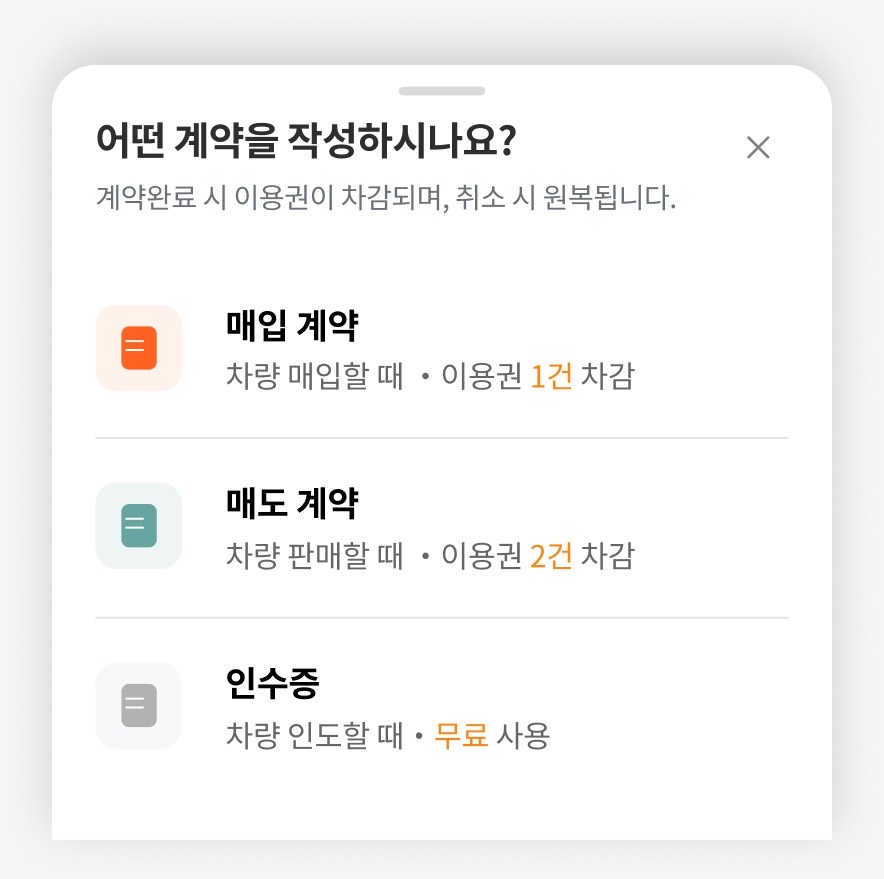 어떤 계약을 작성하시나요?
계약완료 시 이용권이 차감되며, 취소 시 원복됩니다.
매입 계약
차량 매입할 때 • 이용권 1건 차감
매도 계약
차량 판매할 때 • 이용권 2건 차감
인수증
차량 인도할 때 • 무료 사용